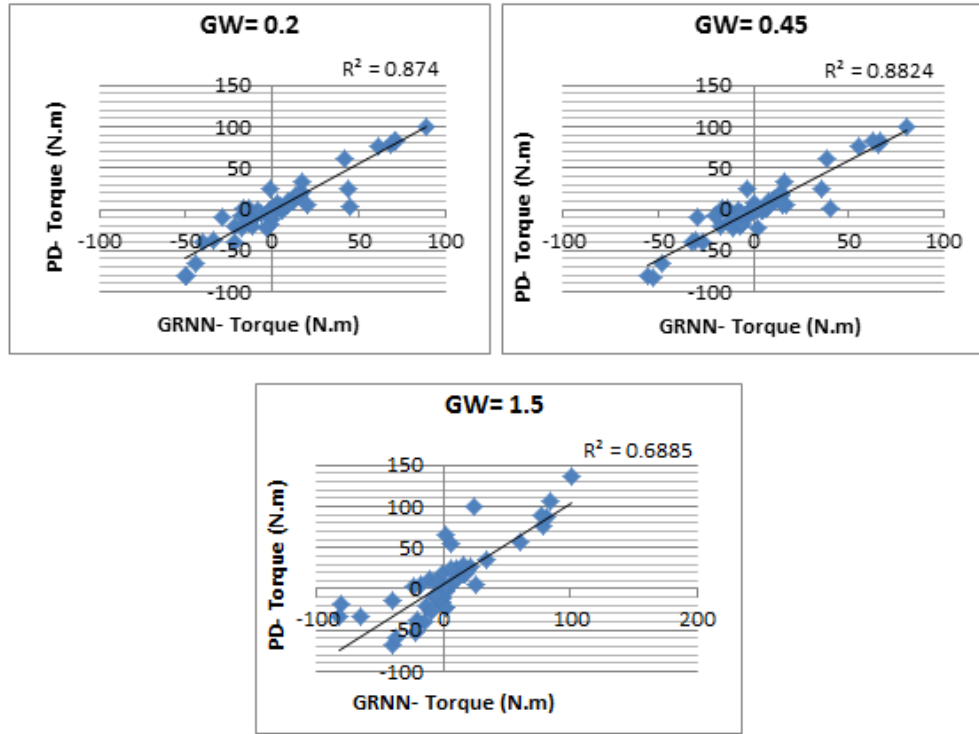 GW= 0.2
R² = 0.874
150
100
50
0
-100 -50 0 50 100
-50
-100
PD- Torque (N.m)
GRNN- Torque (N.m)
GW= 0.45
R² = 0.8824
150
100
50
0
-100 -50 0 50 100
-50
-100
PD- Torque (N.m)
GRNN- Torque (N.m)
GW= 1.5
R² = 0.6885
150
100
50
0
-100 0 100 200
-50
-100
PD- Torque (N.m)
GRNN- Torque (N.m)